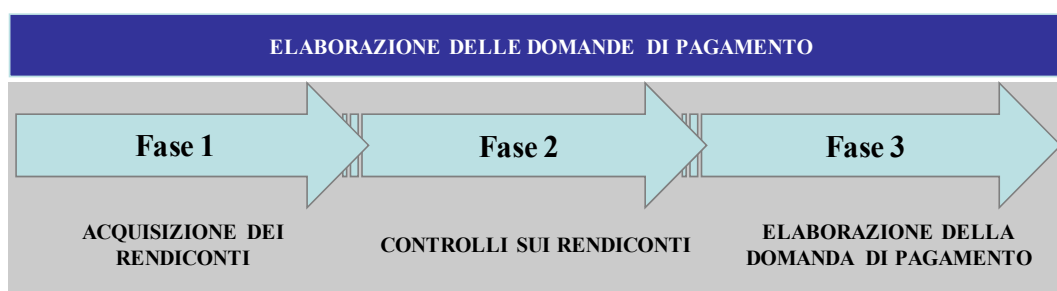 ELABORAZIONE DELLE DOMANDE DI PAGAMENTO
Fase 1
Fase 2
Fase 3
ACQUISIZIONE DEI
RENDICONTI
CONTROLLI SUI RENDICONTI
ELABORAZIONE DELLA
DOMANDA DI PAGAMENTO